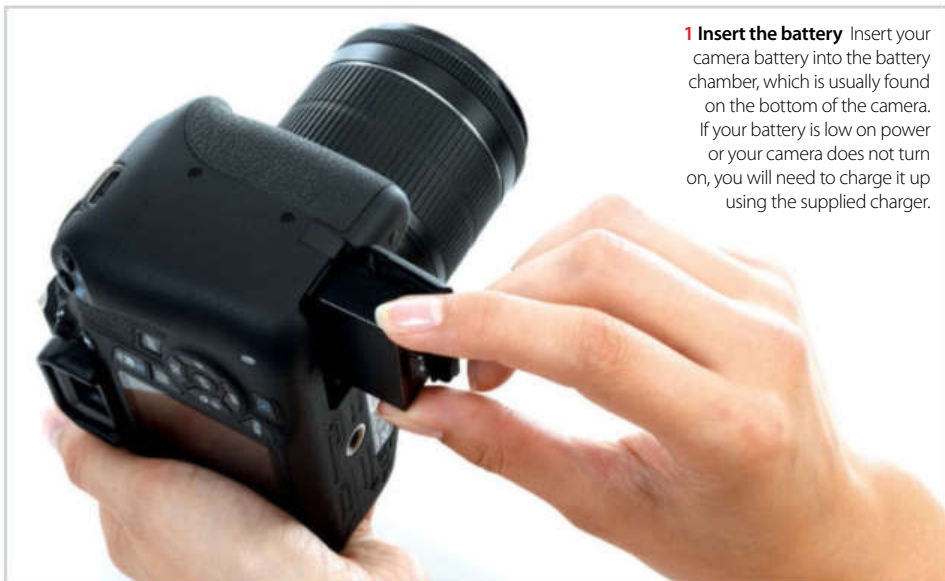 1 Insert the battery Insert your
camera battery into the battery
chamber, which is usually found
on the bottom of the camera.
If your battery is low on power
or your camera does not turn
on, you will need to charge it up
using the supplied charger.